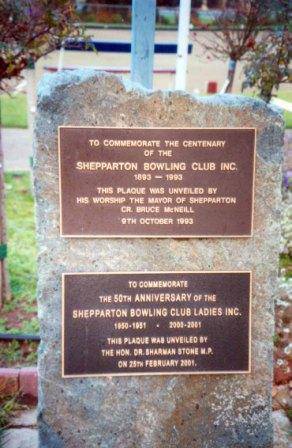 TO COMMEMORATE THE CENTENARY
OF THE
SHEPPARTON BOWLING CLUB INC.
1893 — 1993
THIS PLAQUE WAS UNVEILED BY
HIS WORSHIP THE MAYOR OF SHEPPARTON
CR. BRUCE McNEILL
9TH OCTOBER 1993
TO COMMEMORATE
THE 50TH ANNIVERSARY OF THE
SHEPPARTON BOWLING CLUB LADIES INC.
1950-1951 - 2000-2001
THIS PLAQUE WAS UNVEILED BY
THE HON. DR. SHARMAN STONE M.P.
ON 25TH FEBRUARY 2001.